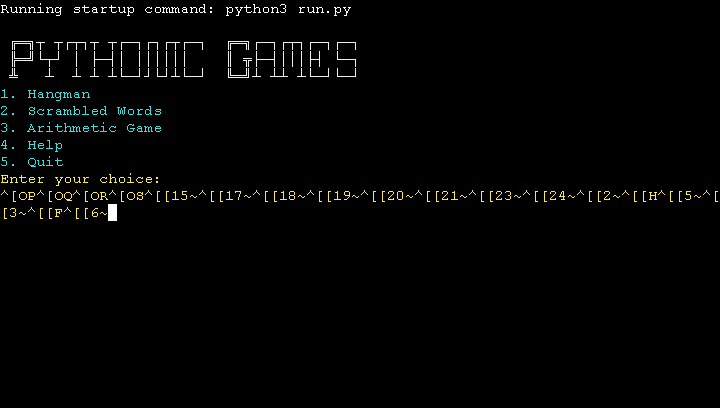 Running startup command: python3 run.py
PYTHONIC GAMES
1. Hangman
2. Scrambled Words
3. Arithmetic Game
4. Help
5. Quit
Enter your choice:
^[OP^[OQ^[OR^[OS^[[15~^[[17~^[[18~^[[19~^[[20~^[[21~^[[23~^[[24~^[[2~^[[H^[[5~^[
[3~^[[F^[[6~